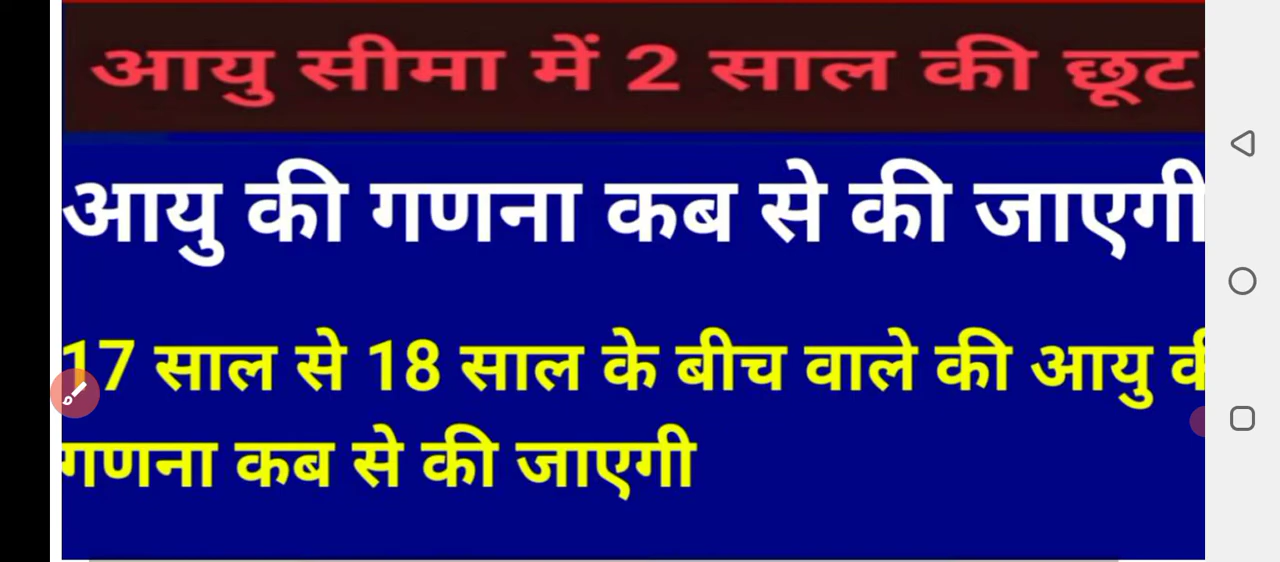 आयु सीमा में 2 साल की छूट
आयु की गणना कब से की जाएगी
17 साल से 18 साल के बीच वाले की आयु की
गणना कब से की जाएगी